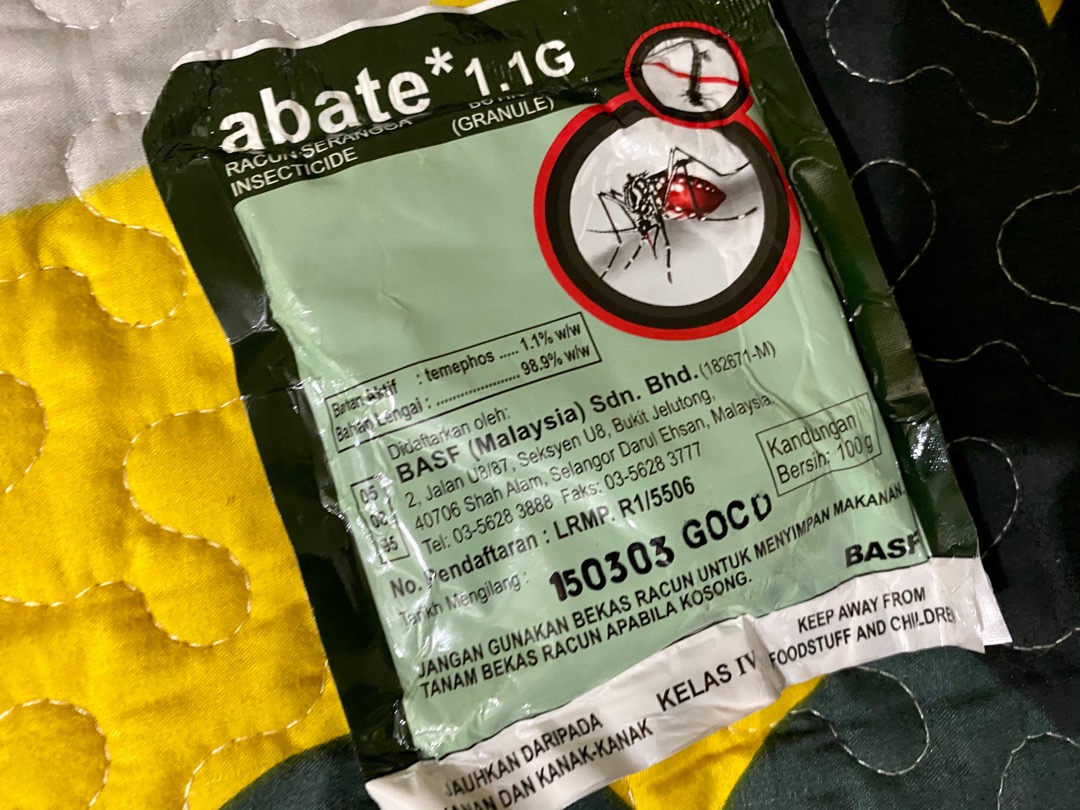 abate* 1.1G
RACUN SERANGGA
INSECTICIDE
(GRANULE)
Bahan Aktif : temephos ..... 1.1% w/w
Bahan Lengai : .................... 98.9% w/w
Didaftarkan oleh:
BASF (Malaysia) Sdn. Bhd. (182671-M)
2, Jalan U8/87, Seksyen U8, Bukit Jelutong,
40706 Shah Alam, Selangor Darul Ehsan, Malaysia.
Tel: 03-5628 3888 Faks: 03-5628 3777
Kandungan
Bersih: 100 g
05
No. Pendaftaran : LRMP. R1/5506
Tarikh Mengilang : 150303 GOCD
JANGAN GUNAKAN BEKAS RACUN UNTUK MENYIMPAN MAKANAN.
TANAM BEKAS RACUN APABILA KOSONG.
BASF
JAUHKAN DARIPADA
DAN KANAK-KANAK
KELAS IV
KEEP AWAY FROM
FOODSTUFF AND CHILDRE